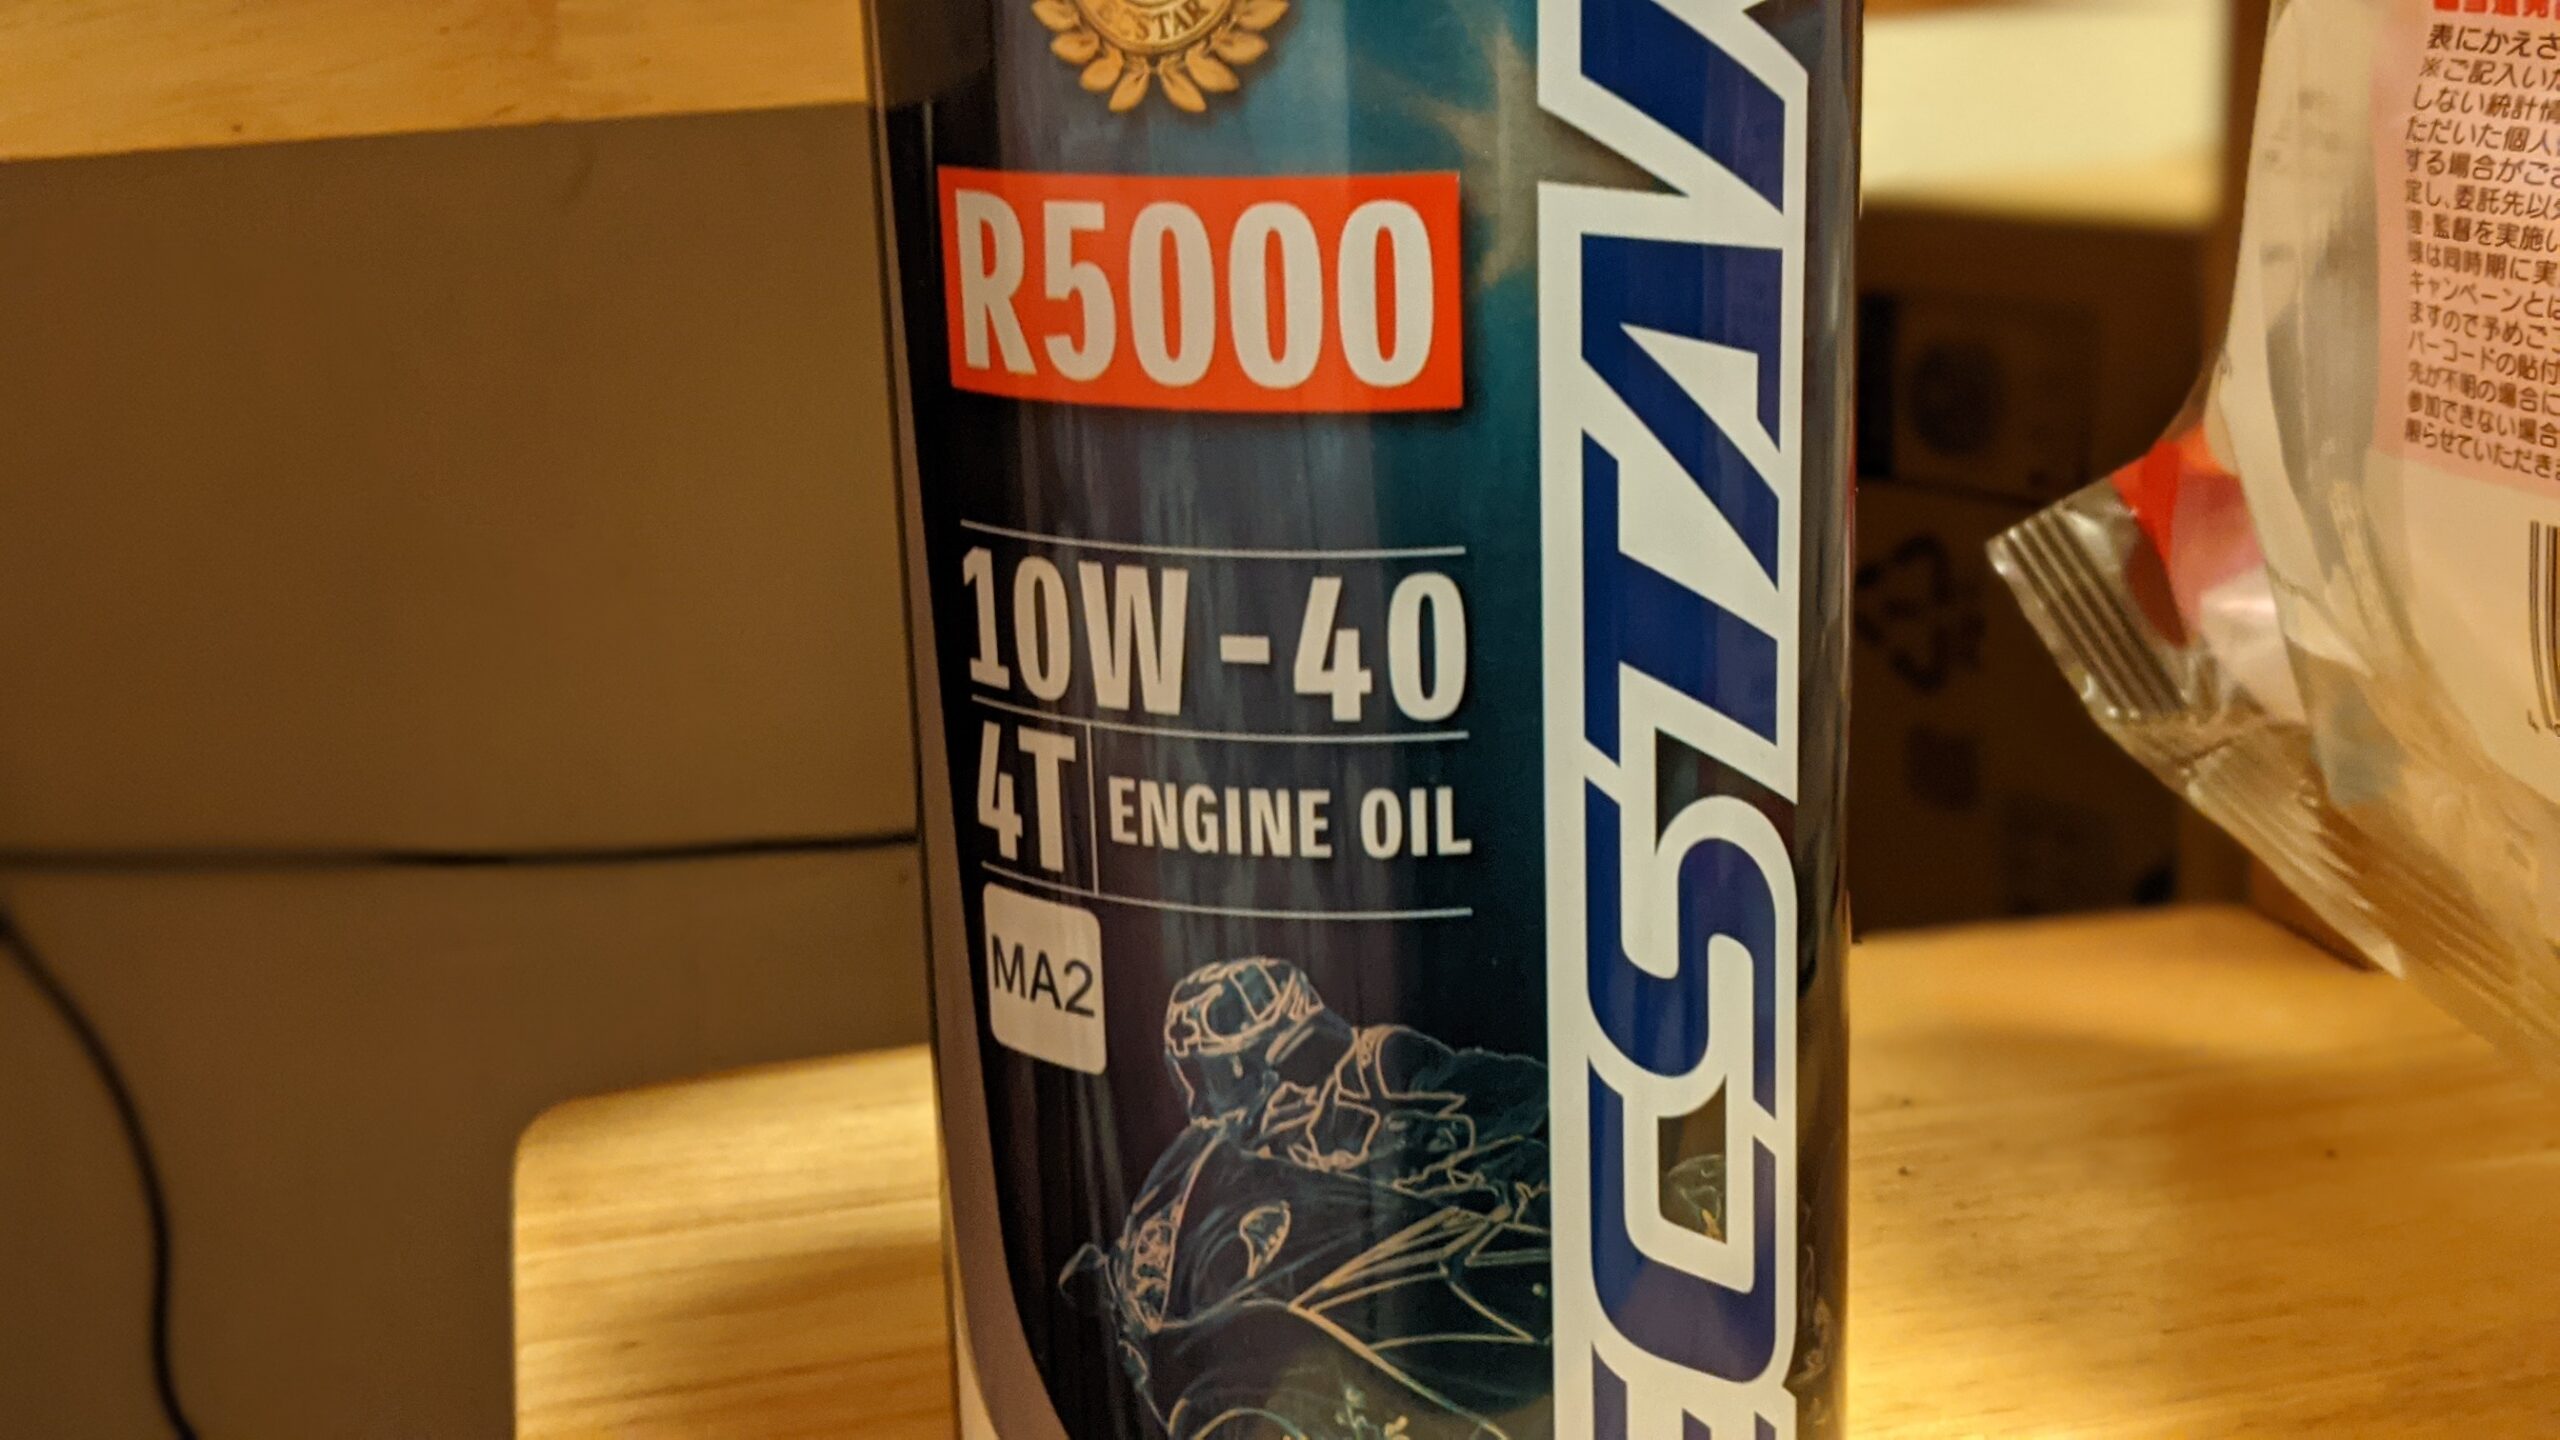 ECSTAR
R5000
10W-40
4T ENGINE OIL
MA2
ECSTAR
表にかえさ
※ご記入いた
しない統計情
ただいた個人
する場合がござ
定し、委託先以外
理・監督を実施し
様は同時期に実
キャンペーンとは
ますので予めご
バーコードの貼付
先が不明の場合に
参加できない場合
限らせていただきま